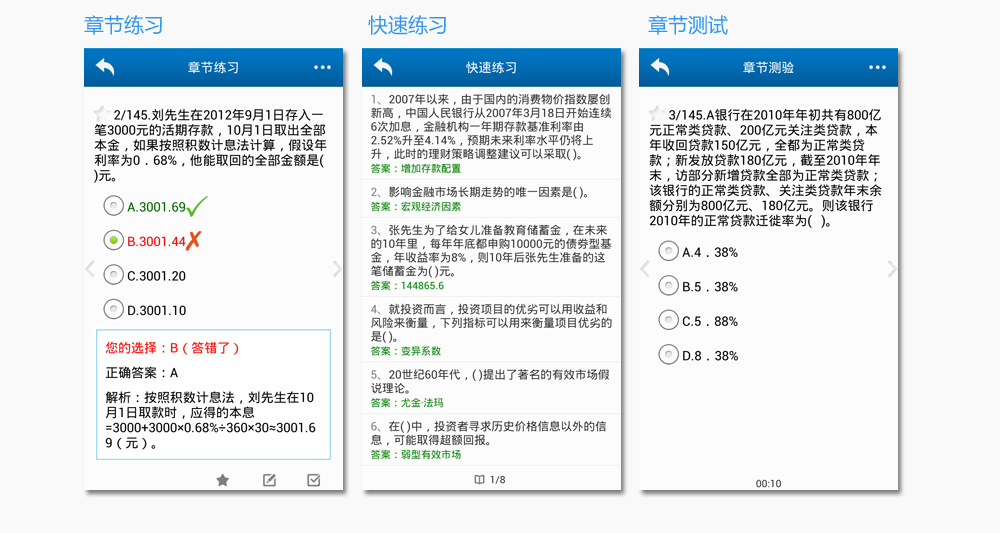 章节练习
章节练习
2/145.刘先生在2012年9月1日存入一
笔3000元的活期存款，10月1日取出全部
本金，如果按照积数计息法计算，假设年
利率为0．68%，他能取回的全部金额是(
)元。
A.3001.69
B.3001.44
C.3001.20
D.3001.10
您的选择：B（答错了）
正确答案：A
解析：按照积数计息法，刘先生在10
月1日取款时，应得的本息
=3000+3000×0.68%÷360×30≈3001.6
9（元）。
快速练习
快速练习
1、2007年以来，由于国内的消费物价指数屡创
新高，中国人民银行从2007年3月18日开始连续
6次加息，金融机构一年期存款基准利率由
2.52%升至4.14%，预期未来利率水平仍将上
升，此时的理财策略调整建议可以采取( )。
答案：增加存款配置
2、影响金融市场长期走势的唯一因素是( )。
答案：宏观经济因素
3、张先生为了给女儿准备教育储蓄金，在未来
的10年里，每年年底都申购10000元的债券型基
金，年收益率为8%，则10年后张先生准备的这
笔储蓄金为( )元。
答案：144865.6
4、就投资而言，投资项目的优劣可以用收益和
风险来衡量，下列指标可以用来衡量项目优劣的
是( )。
答案：变异系数
5、20世纪60年代，( )提出了著名的有效市场假
说理论。
答案：尤金·法玛
6、在( )中，投资者寻求历史价格信息以外的信
息，可能取得超额回报。
答案：弱型有效市场
1/8
章节测试
章节测验
3/145.A银行在2010年年初共有800亿
元正常类贷款、200亿元关注类贷款，本
年收回贷款150亿元，全都为正常类贷
款；新发放贷款180亿元，截至2010年年
末，访部分新增贷款全部为正常类贷款；
该银行的正常类贷款、关注类贷款年末余
额分别为800亿元、180亿元。则该银行
2010年的正常贷款迁徙率为( )。
A.4．38%
B.5．38%
C.5．88%
D.8．38%
00:10